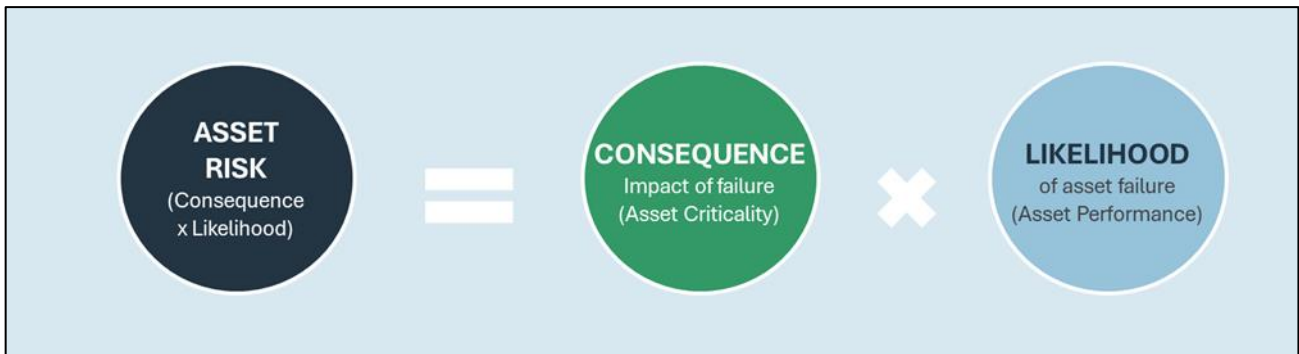 ASSET
RISK
(Consequence
x Likelihood)
=
CONSEQUENCE
Impact of failure
(Asset Criticality)
×
LIKELIHOOD
of asset failure
(Asset Performance)